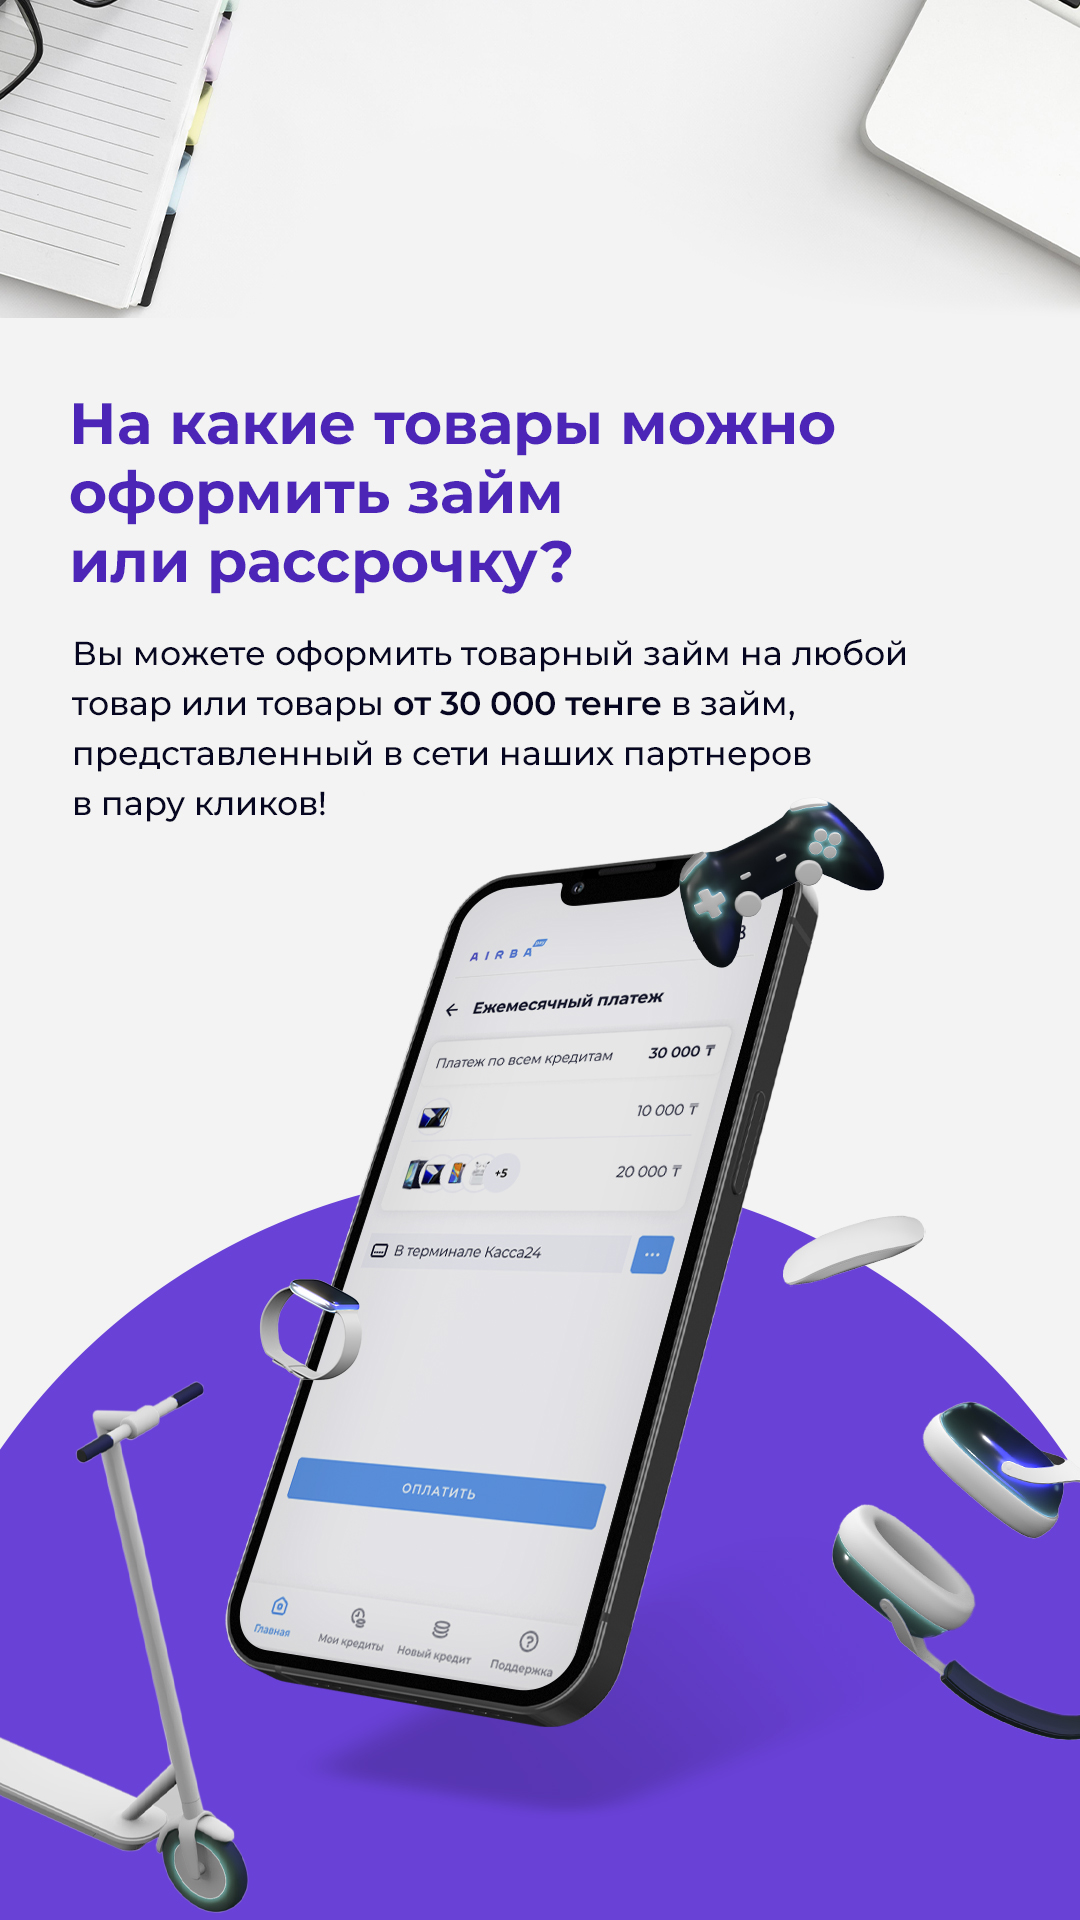 На какие товары можно
оформить займ
или рассрочку?
Вы можете оформить товарный займ на любой
товар или товары от 30 000 тенге в займ,
представленный в сети наших партнеров
в пару кликов!
AIRBA
Ежемесячный платеж
Платеж по всем кредитам 30 000 ₸
10 000 ₸
+5 20 000 ₸
В терминале Касса24
ОПЛАТИТЬ
Главная Мои кредиты Новый кредит Поддержка